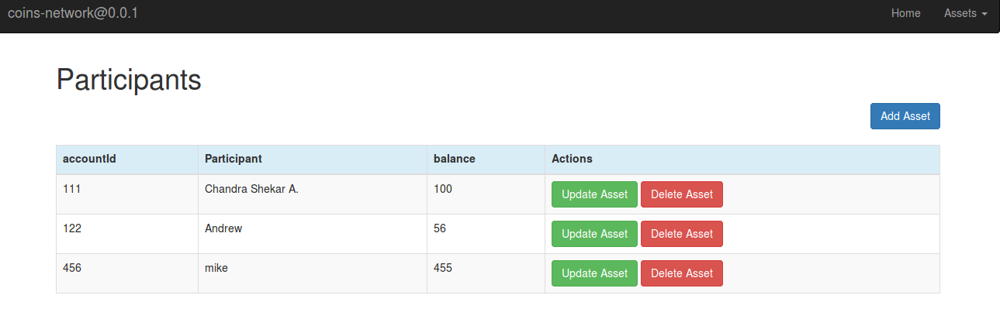 coins-network@0.0.1 Home Assets
Participants
Add Asset
accountId Participant balance Actions
111 Chandra Shekar A. 100 Update Asset Delete Asset
122 Andrew 56 Update Asset Delete Asset
456 mike 455 Update Asset Delete Asset